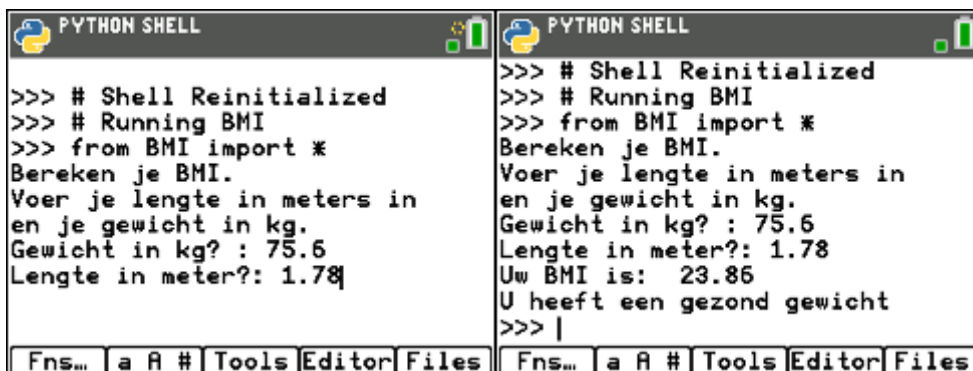 PYTHON SHELL
>>> # Shell Reinitialized
>>> # Running BMI
>>> from BMI import *
Bereken je BMI.
Voer je lengte in meters in
en je gewicht in kg.
Gewicht in kg? : 75.6
Lengte in meter?: 1.78
Fns… a A # Tools Editor Files
PYTHON SHELL
>>> # Shell Reinitialized
>>> # Running BMI
>>> from BMI import *
Bereken je BMI.
Voer je lengte in meters in
en je gewicht in kg.
Gewicht in kg? : 75.6
Lengte in meter?: 1.78
Uw BMI is:  23.86
U heeft een gezond gewicht
>>>
Fns… a A # Tools Editor Files